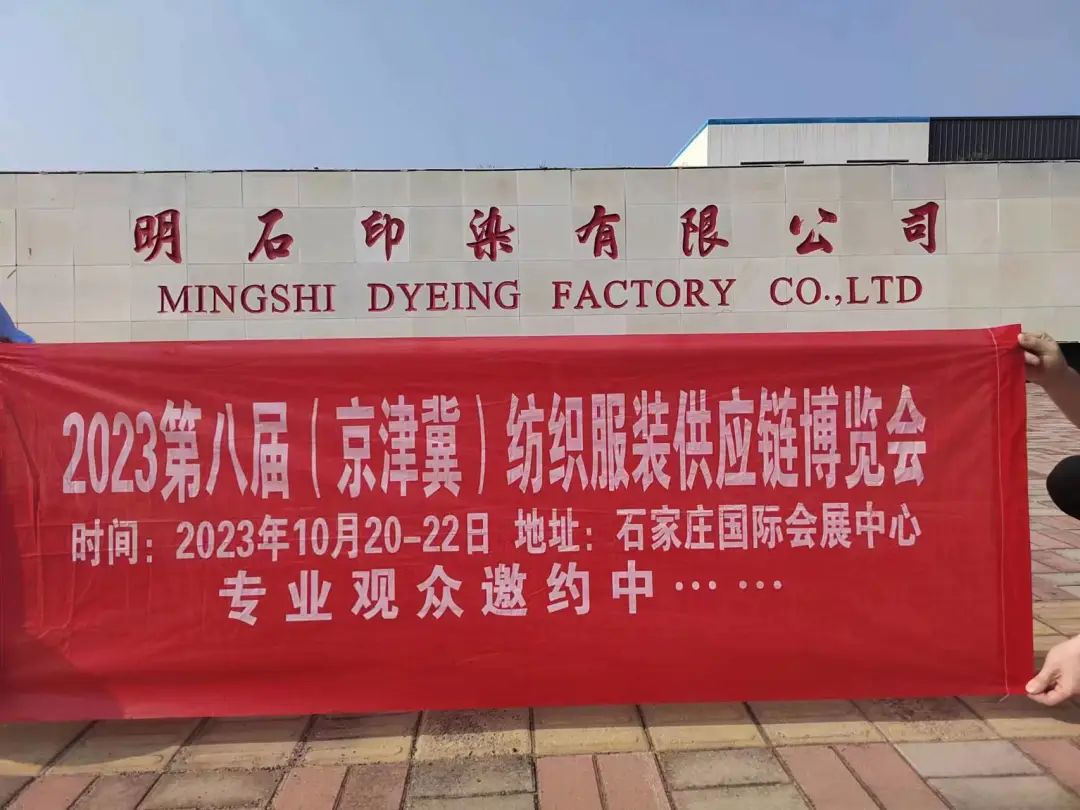 明石印染有限公司
MINGSHI DYEING FACTORY CO.,LTD
2023第八届（京津冀）纺织服装供应链博览会
时间：2023年10月20-22日 地址：石家庄国际会展中心
专业观众邀约中……